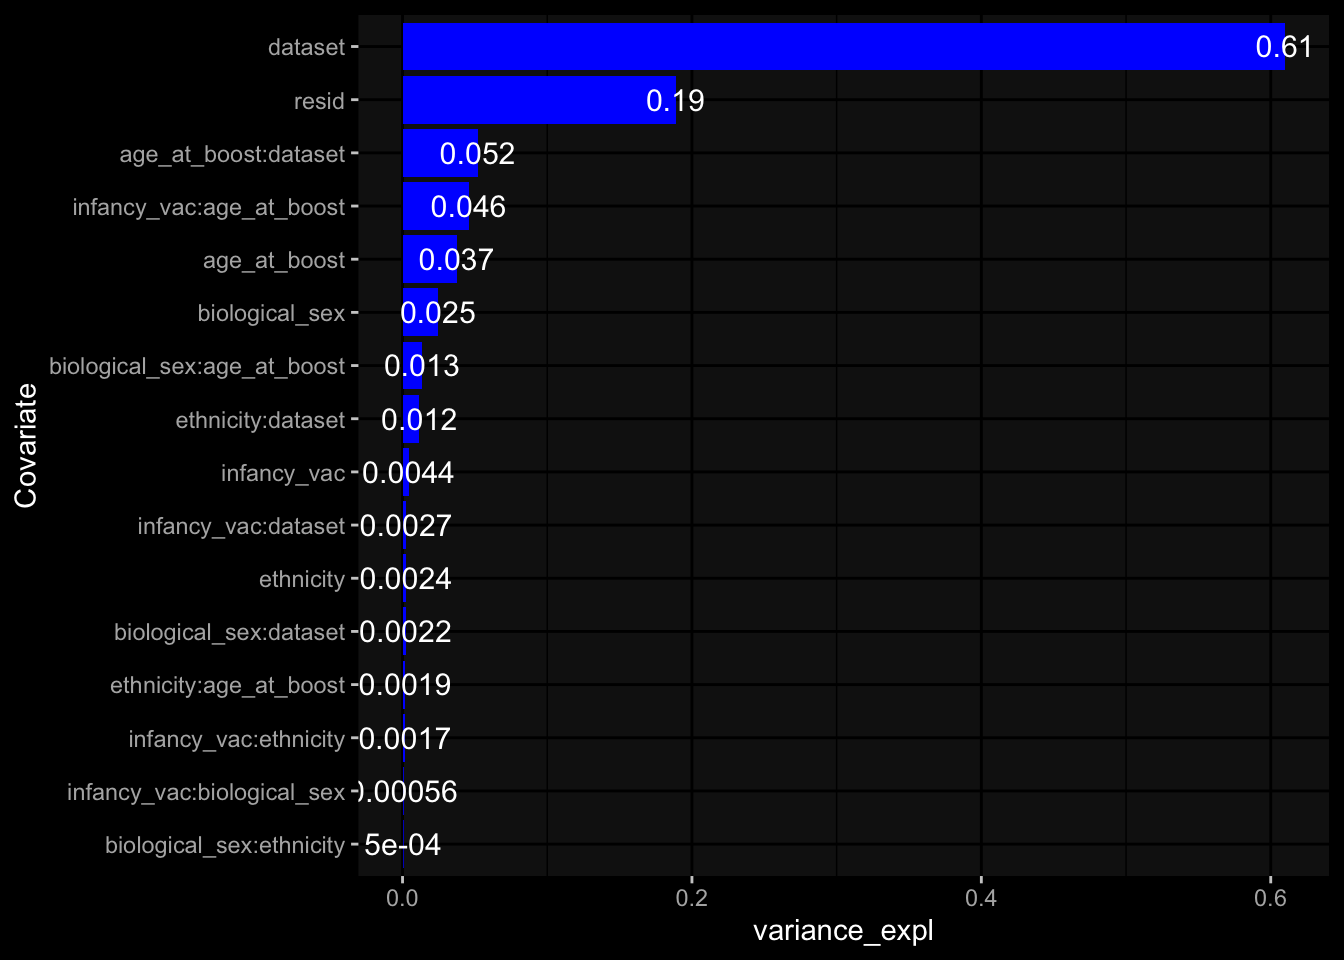 dataset 0.61
resid 0.19
age_at_boost:dataset 0.052
infancy_vac:age_at_boost 0.046
age_at_boost 0.037
biological_sex 0.025
biological_sex:age_at_boost 0.013
ethnicity:dataset 0.012
infancy_vac 0.0044
infancy_vac:dataset 0.0027
ethnicity 0.0024
biological_sex:dataset 0.0022
ethnicity:age_at_boost 0.0019
infancy_vac:ethnicity 0.0017
infancy_vac:biological_sex 0.00056
biological_sex:ethnicity 5e-04
Covariate
0.0 0.2 0.4 0.6
variance_expl